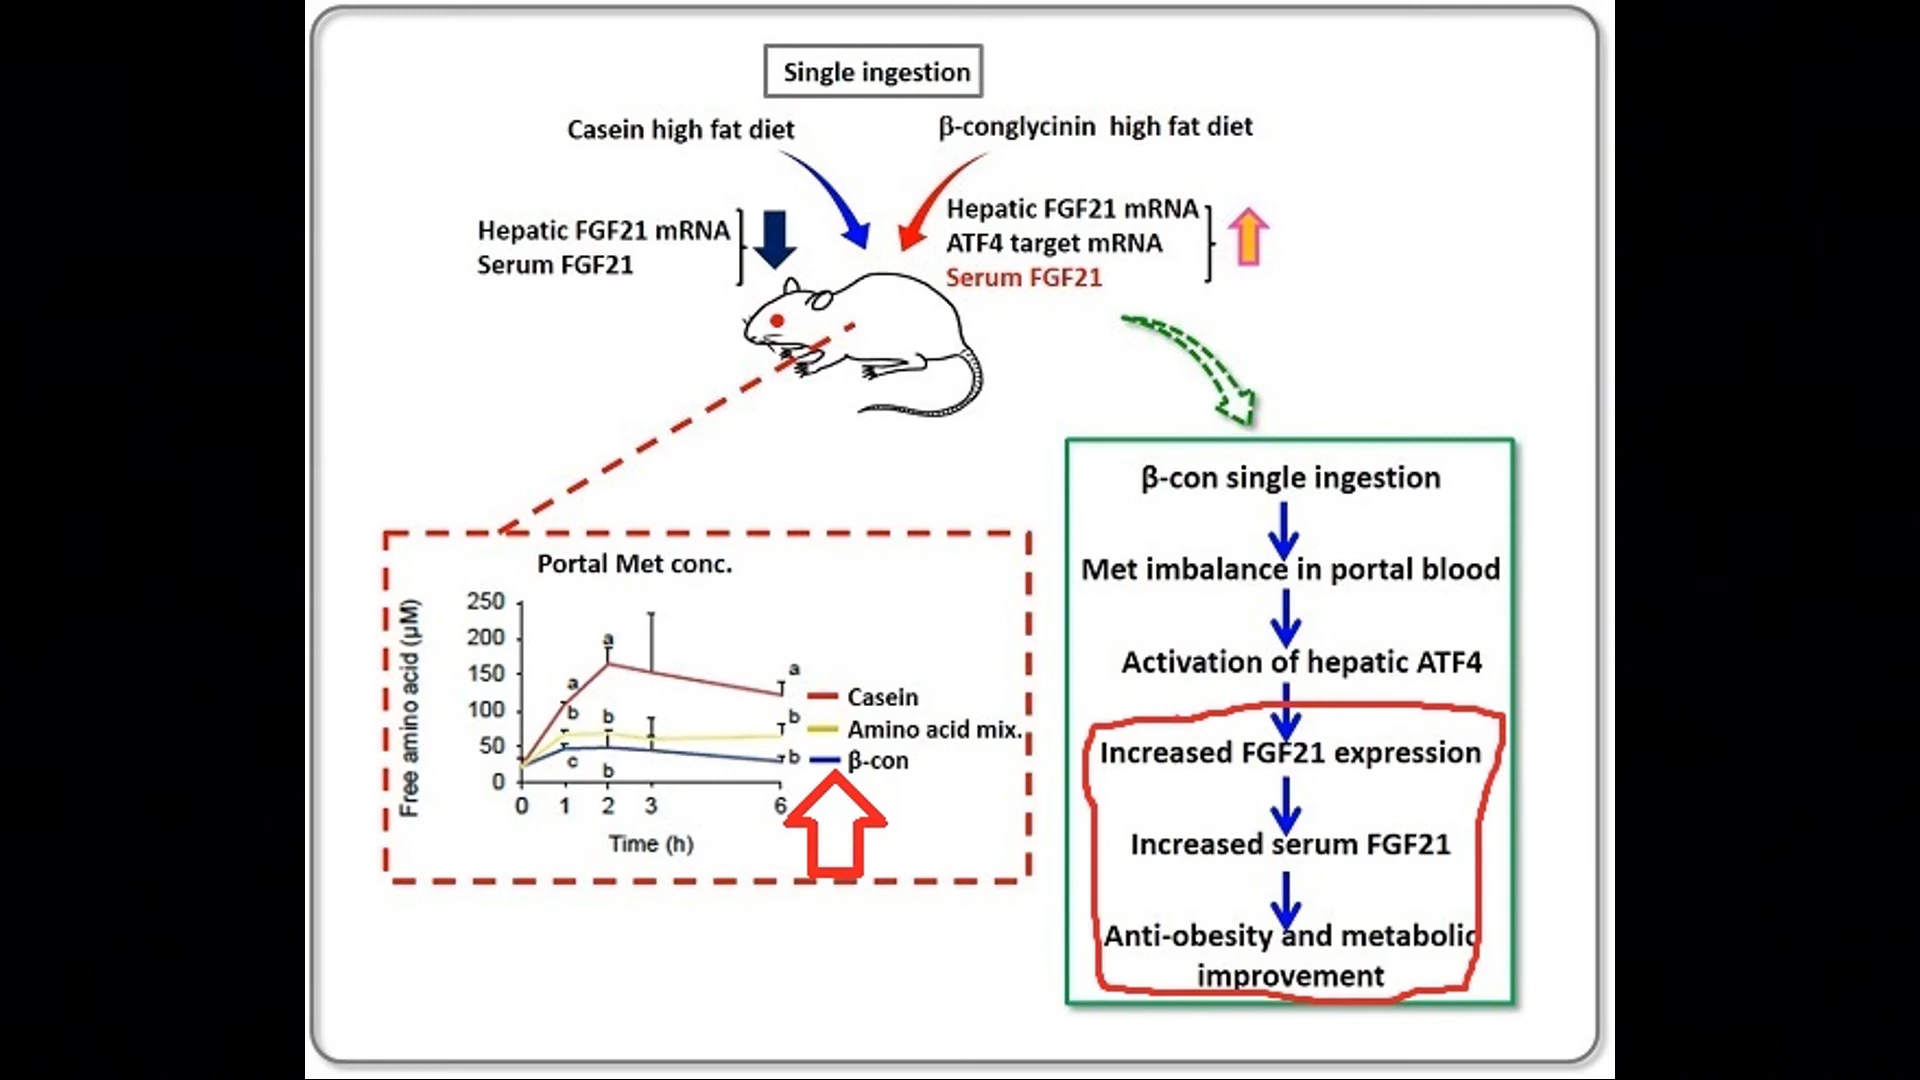 Single ingestion
Casein high fat diet
β-conglycinin high fat diet
Hepatic FGF21 mRNA
Serum FGF21
Hepatic FGF21 mRNA
ATF4 target mRNA
Serum FGF21
Portal Met conc.
Free amino acid (μM)
250
200
150
100
50
0
a
a
a
b
b
b
c
b
b
0 1 2 3 6
Time (h)
Casein
Amino acid mix.
β-con
β-con single ingestion
Met imbalance in portal blood
Activation of hepatic ATF4
Increased FGF21 expression
Increased serum FGF21
Anti-obesity and metabolic
improvement